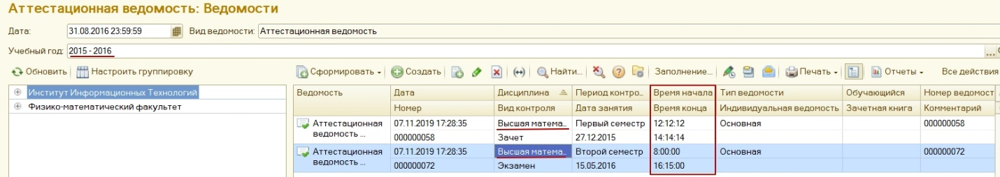 Аттестационная ведомость: Ведомости
Дата: 31.08.2016 23:59:59 Вид ведомости: Аттестационная ведомость
Учебный год: 2015 - 2016 ...
Обновить Настроить группировку Сформировать Создать Найти... Заполнение... Печать Отчеты Все действия
Институт Информационных Технологий
Физико-математический факультет
Ведомость Дата Дисциплина Период контро... Время начала Тип ведомости Обучающийся Номер ведомост
Номер Вид контроля Дата занятия Время конца Индивидуальная ведомость Зачетная книга Комментарий
Аттестационная 07.11.2019 17:28:35 Высшая матема... Первый семестр 12:12:12 Основная 000000058
ведомость ... 000000058 Зачет 27.12.2015 14:14:14
Аттестационная 07.11.2019 17:28:35 Высшая матема... Второй семестр 8:00:00 Основная 000000072
ведомость ... 000000072 Экзамен 15.05.2016 16:15:00